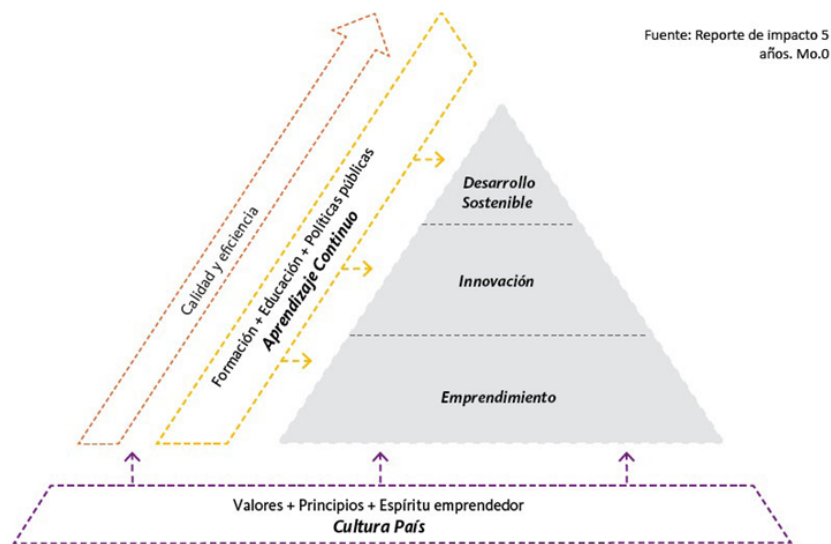 Fuente: Reporte de impacto 5
años. Mo.0
Calidad y eficiencia
Formación + Educación + Políticas públicas
Aprendizaje Continuo
Desarrollo
Sostenible
Innovación
Emprendimiento
Valores + Principios + Espíritu emprendedor
Cultura País